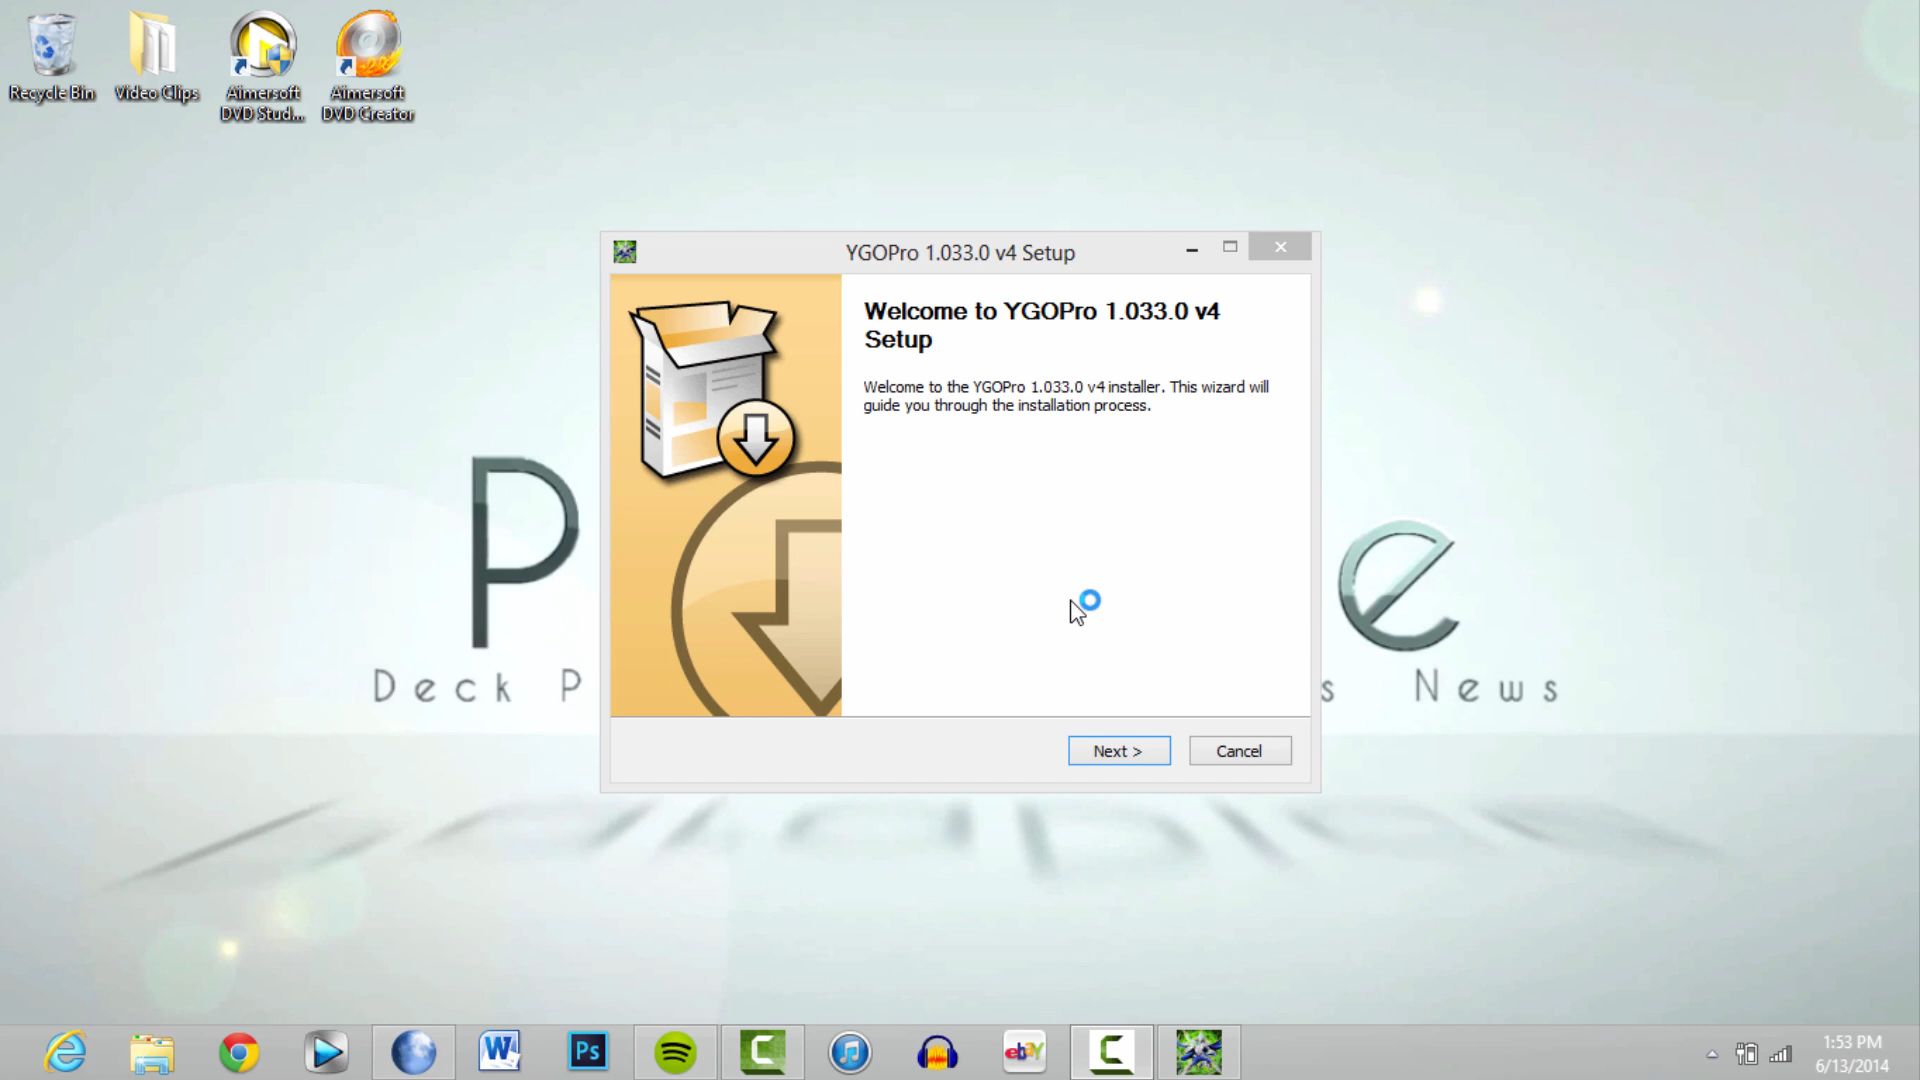 Recycle Bin
Video Clips
Aimersoft
DVD Stud...
Aimersoft
DVD Creator
YGOPro 1.033.0 v4 Setup
Welcome to YGOPro 1.033.0 v4
Setup
Welcome to the YGOPro 1.033.0 v4 installer. This wizard will
guide you through the installation process.
P e
Deck P s News
Next >
Cancel
W
Ps
ebay
1:53 PM
6/13/2014